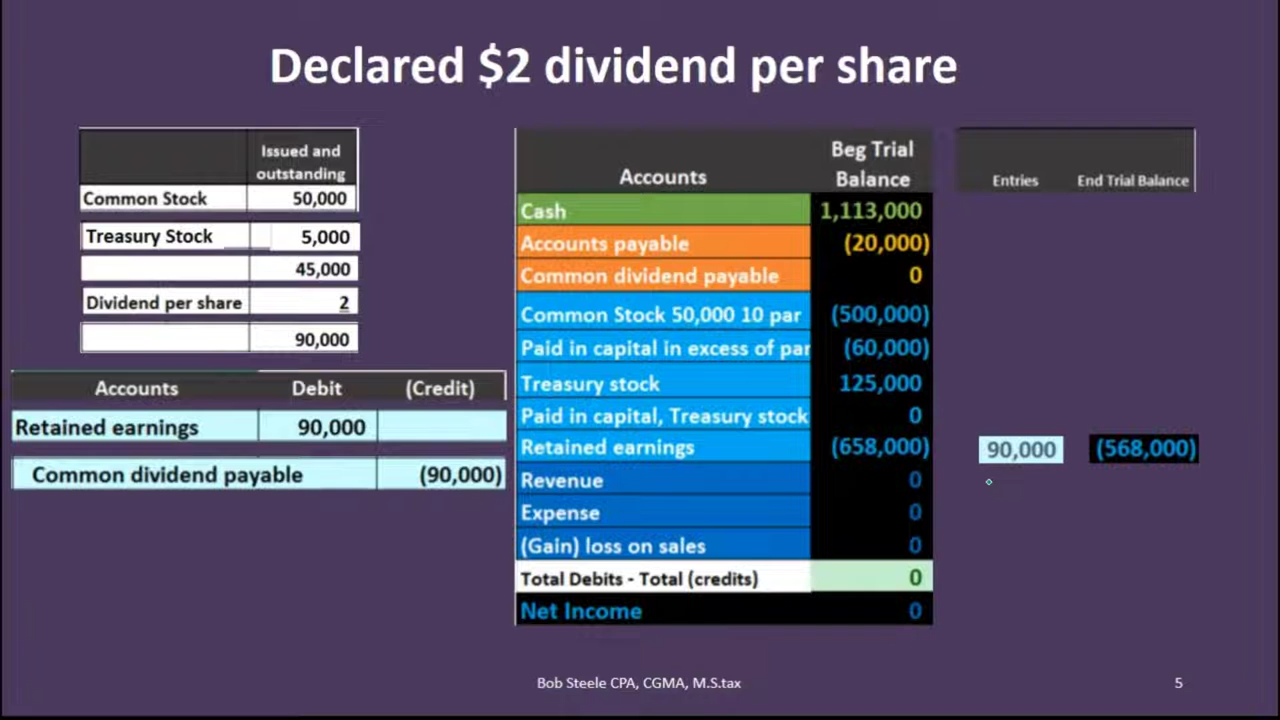 Declared $2 dividend per share
Issued and
outstanding
Common Stock 50,000
Treasury Stock 5,000
45,000
Dividend per share 2
90,000
Accounts Debit (Credit)
Retained earnings 90,000
Common dividend payable (90,000)
Accounts Beg Trial
Balance
Cash 1,113,000
Accounts payable (20,000)
Common dividend payable 0
Common Stock 50,000 10 par (500,000)
Paid in capital in excess of par (60,000)
Treasury stock 125,000
Paid in capital, Treasury stock 0
Retained earnings (658,000)
Revenue 0
Expense 0
(Gain) loss on sales 0
Total Debits - Total (credits) 0
Net Income 0
Entries End Trial Balance
90,000 (568,000)
Bob Steele CPA, CGMA, M.S.tax
5